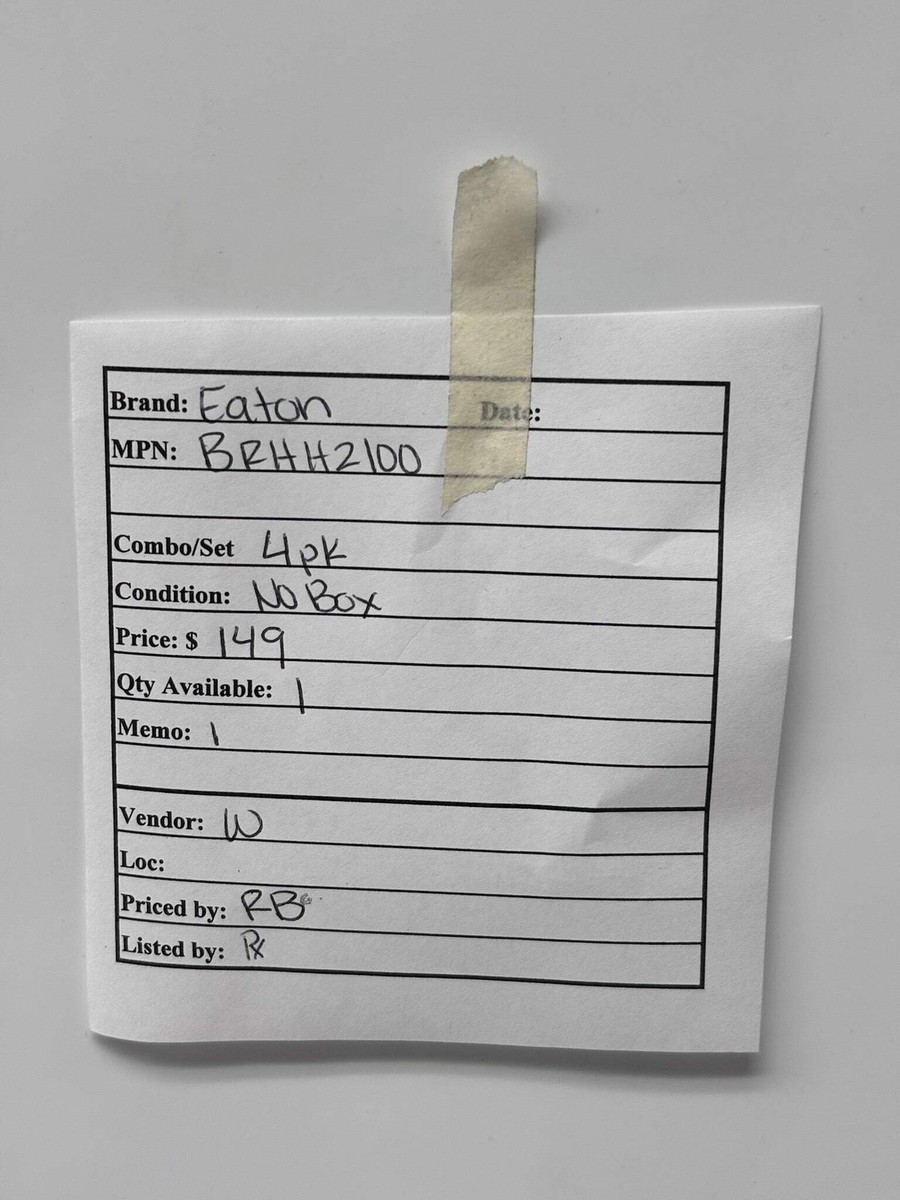 Brand: Eaton Date:
MPN: BRHH2100
Combo/Set 4pk
Condition: No Box
Price: $ 149
Qty Available: 1
Memo: 1
Vendor: W
Loc:
Priced by: RB
Listed by: